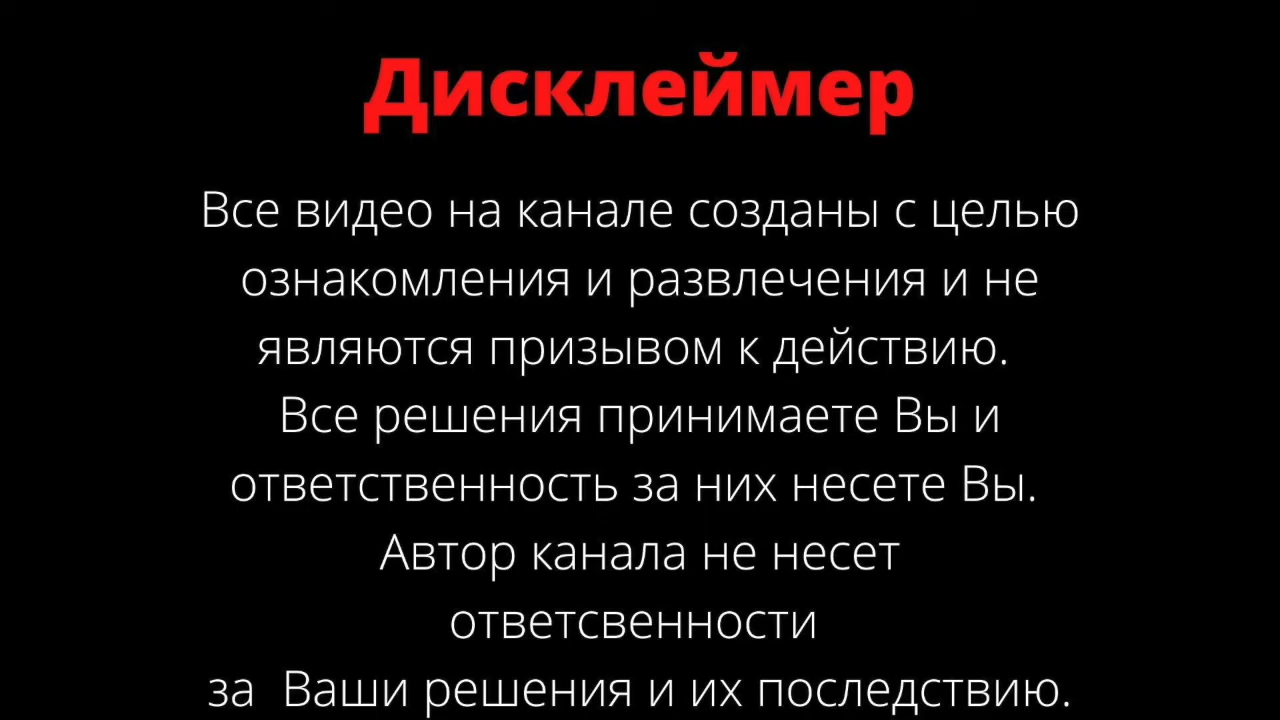 Дисклеймер
Все видео на канале созданы с целью
ознакомления и развлечения и не
являются призывом к действию.
Все решения принимаете Вы и
ответственность за них несете Вы.
Автор канала не несет
ответсвенности
за  Ваши решения и их последствию.